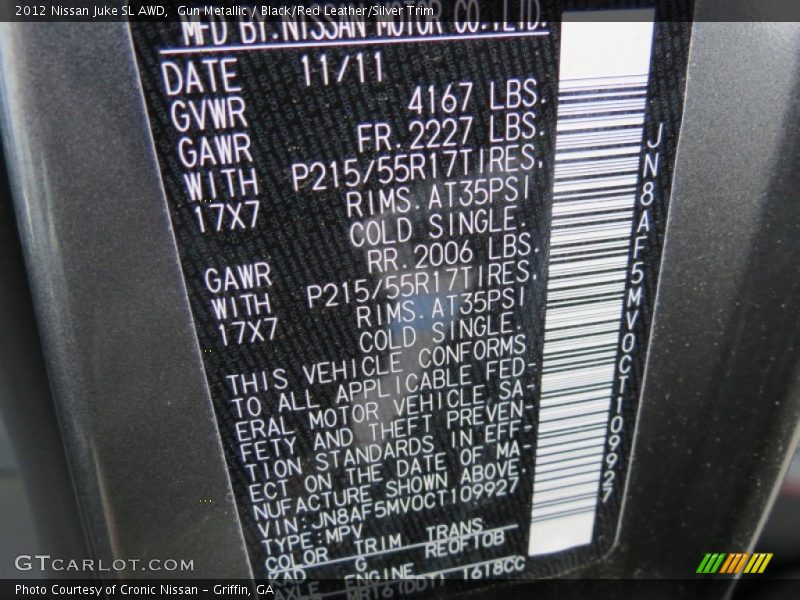 2012 Nissan Juke SL AWD, Gun Metallic / Black/Red Leather/Silver Trim
MFD BY.NISSAN MOTOR CO.,LTD.
DATE 11/11
GVWR 4167 LBS.
GAWR FR.2227 LBS.
WITH P215/55R17TIRES.
17X7 RIMS.AT35PSI
COLD SINGLE.
GAWR RR.2006 LBS.
WITH P215/55R17TIRES.
17X7 RIMS.AT35PSI
COLD SINGLE.
THIS VEHICLE CONFORMS
TO ALL APPLICABLE FED-
ERAL MOTOR VEHICLE SA-
FETY AND THEFT PREVEN-
TION STANDARDS IN EFF-
ECT ON THE DATE OF MA-
NUFACTURE SHOWN ABOVE.
VIN:JN8AF5MV0CT109927
TYPE:MPV
COLOR TRIM TRANS
KAD G RE0F10B
AXLE ENGINE 1618CC
JN8AF5MV0CT109927
GTCARLOT.COM
Photo Courtesy of Cronic Nissan - Griffin, GA